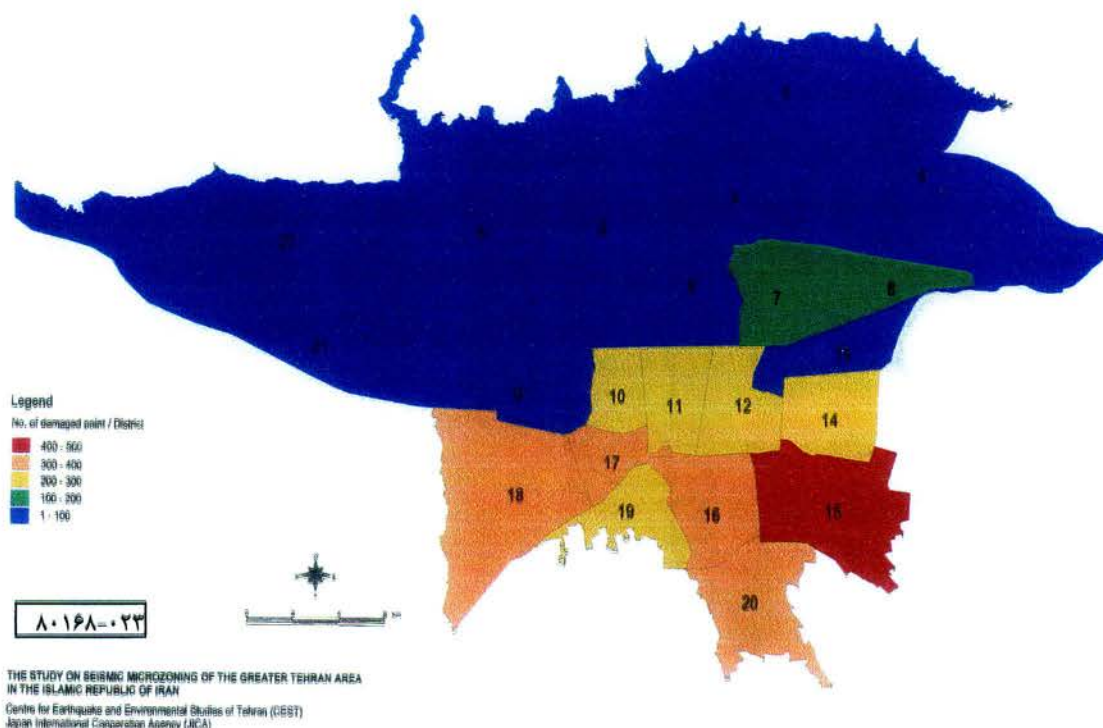 7
8
10
11
12
14
17
18
19
16
15
20
Legend
No. of damaged point / District
400 - 500
300 - 400
200 - 300
100 - 200
1 - 100
۸۰۱۶۸-۰۲۳
THE STUDY ON SEISMIC MICROZONING OF THE GREATER TEHRAN AREA
IN THE ISLAMIC REPUBLIC OF IRAN
Centre for Earthquake and Environmental Studies of Tehran (CEST)
Japan International Cooperation Agency (JICA)